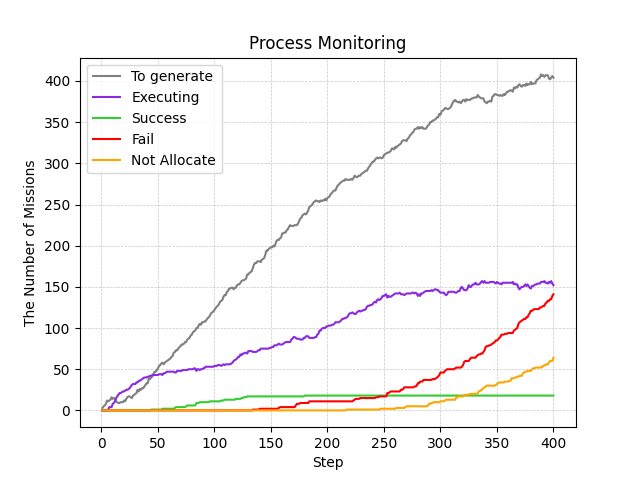 Process Monitoring
To generate
Executing
Success
Fail
Not Allocate
400
350
300
250
200
150
100
50
0
The Number of Missions
0 50 100 150 200 250 300 350 400
Step